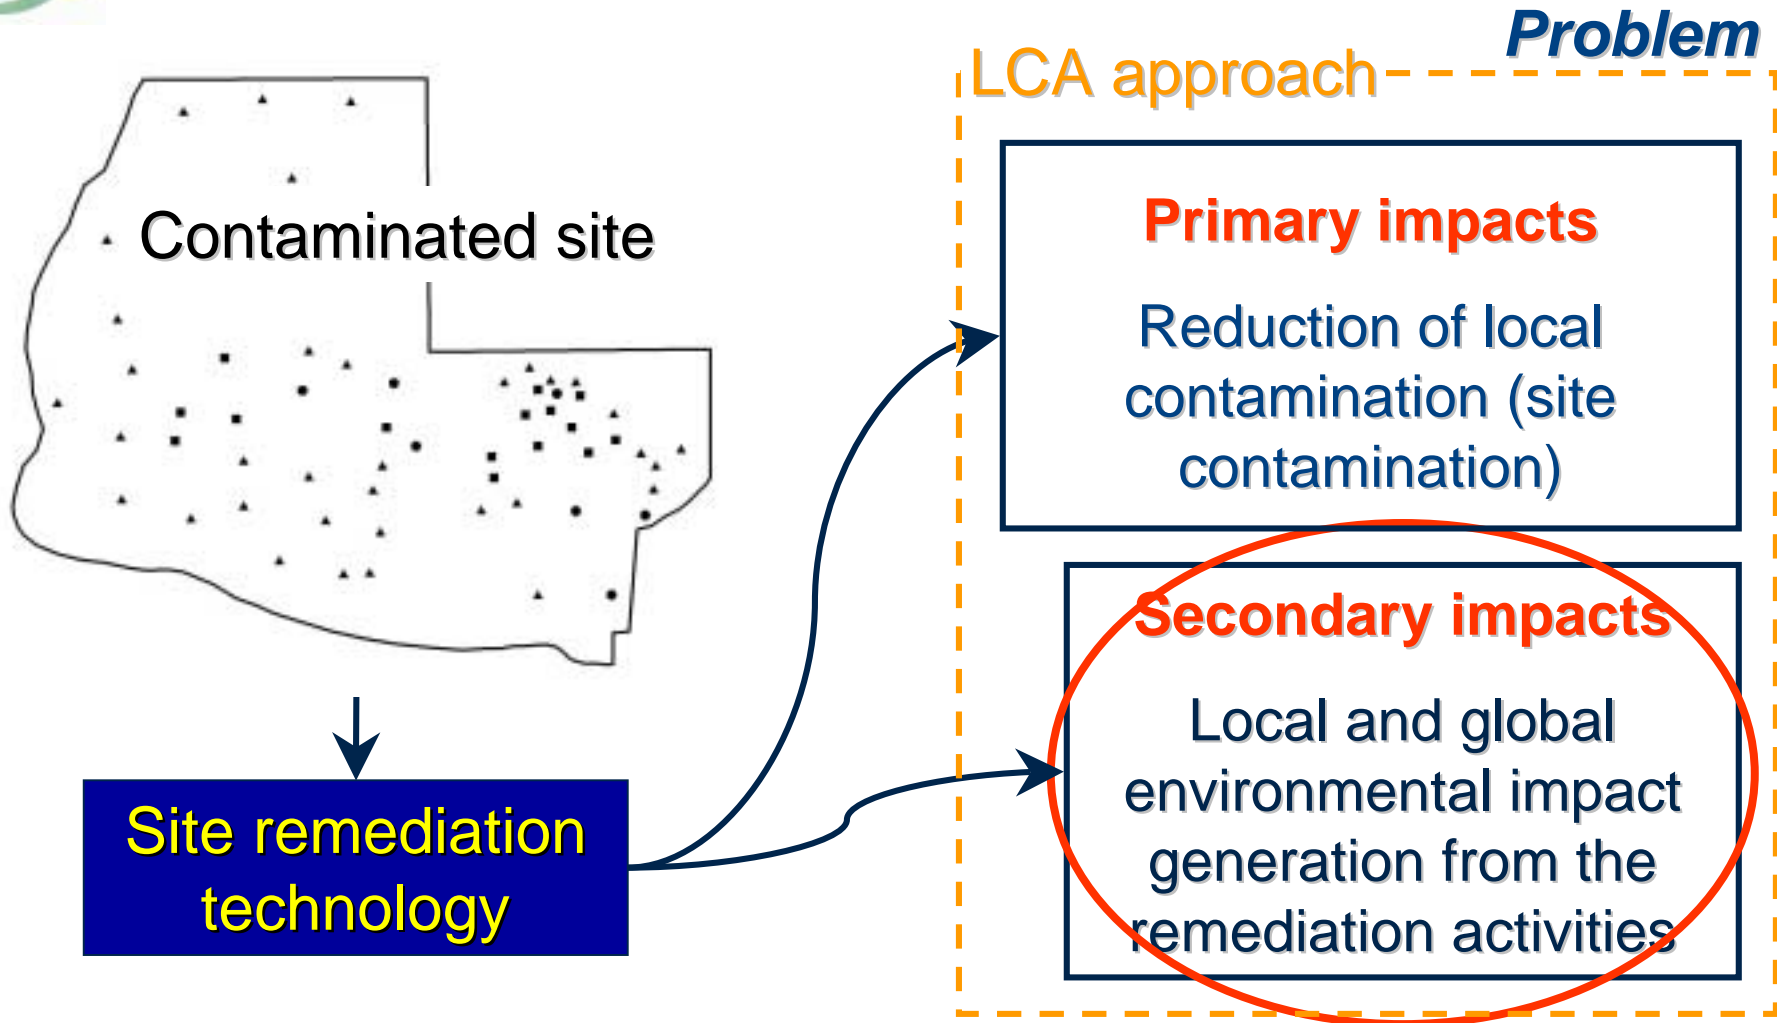 Problem
LCA approach
Contaminated site
Primary impacts
Reduction of local
contamination (site
contamination)
Secondary impacts
Local and global
environmental impact
generation from the
remediation activities
Site remediation
technology